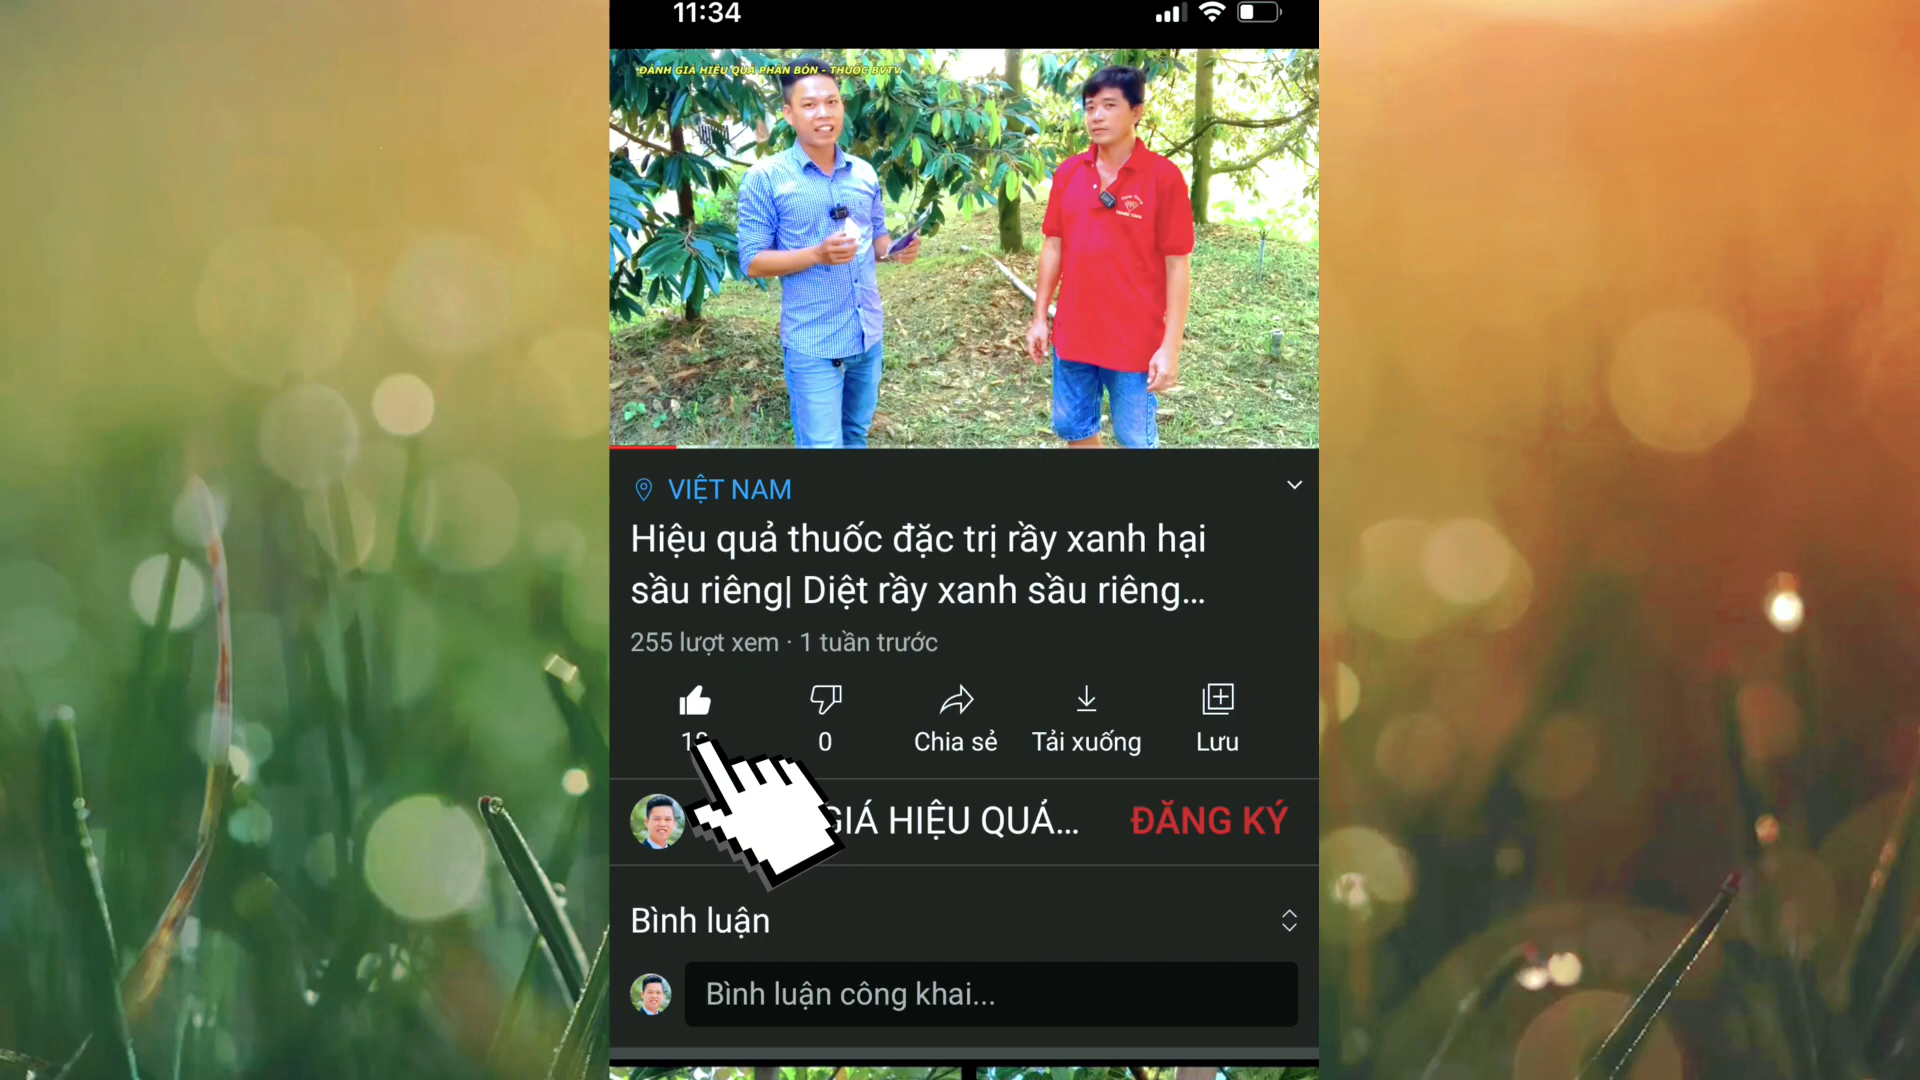 11:34
ĐÁNH GIÁ HIỆU QUẢ PHÂN BÓN - THUỐC BVTV
VIỆT NAM
Hiệu quả thuốc đặc trị rầy xanh hại
sầu riêng| Diệt rầy xanh sầu riêng...
255 lượt xem · 1 tuần trước
0
Chia sẻ
Tải xuống
Lưu
GIÁ HIỆU QUẢ...
ĐĂNG KÝ
Bình luận
Bình luận công khai...